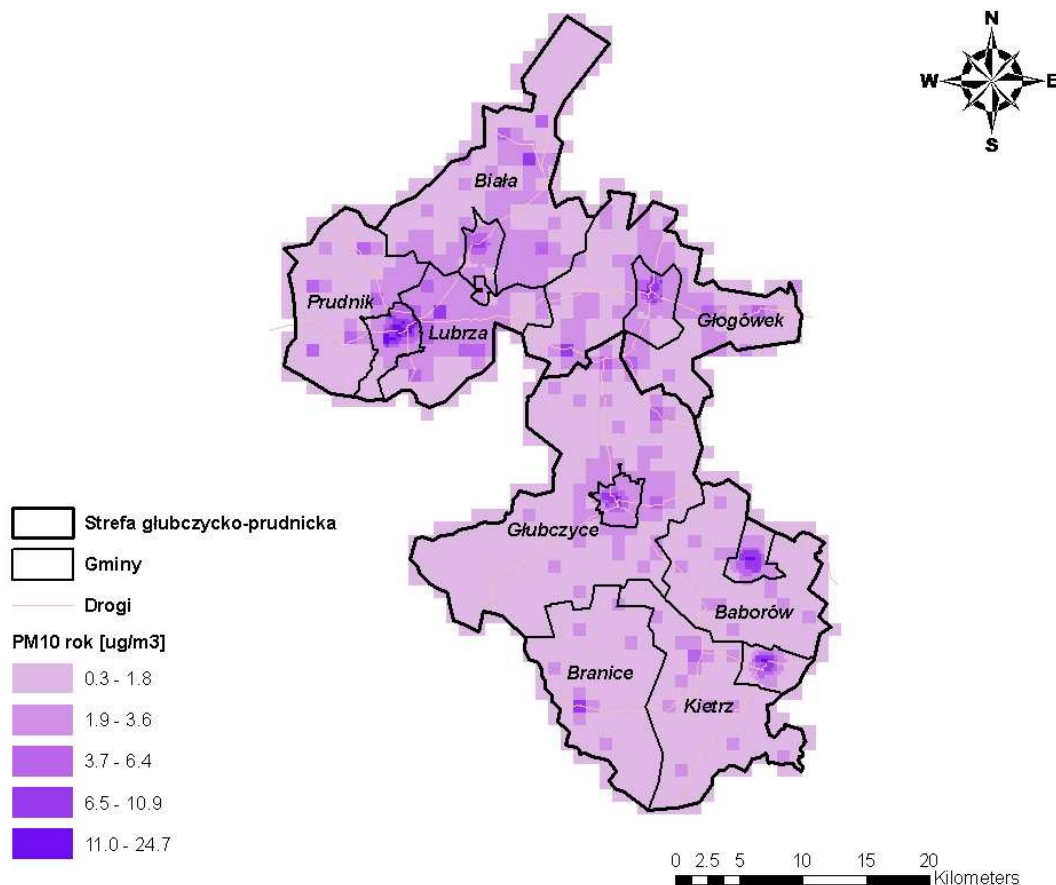 N
W E
S
Biała
Prudnik
Lubrza
Głogówek
Głubczyce
Baborów
Branice
Kietrz
Strefa głubczycko-prudnicka
Gminy
Drogi
PM10 rok [ug/m3]
0.3 - 1.8
1.9 - 3.6
3.7 - 6.4
6.5 - 10.9
11.0 - 24.7
0 2.5 5 10 15 20
Kilometers